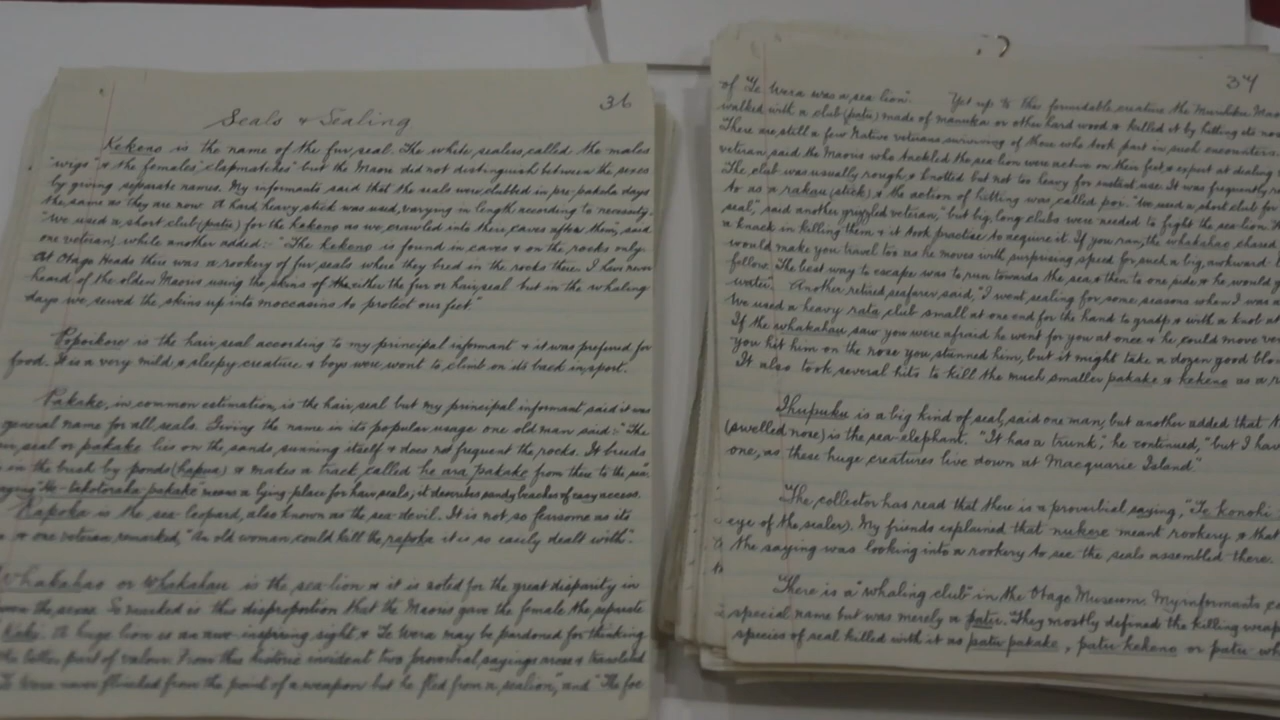 36
Seals & Sealing
Kekeno is the name of the fur seal. The white sealers called the males
"wigs" & the females "clapmatches" but the Maori did not distinguish between the sexes
by giving separate names. My informants said that the seals were clubbed in pre-pakeha days
the same as they are now. A hard heavy stick was used, varying in length according to necessity.
"We used a short club (patu) for the kekeno as we crawled into there caves after them, said
one veteran, while another added:- "The kekeno is found in caves & on the rocks only.
At Otago Heads there was a rookery of fur seals where they bred in the rocks there. I have never
heard of the olden Maoris using the skins of either the fur or hair seal but in the whaling
days we sewed the skins up into moccasins to protect our feet."
Popoikore is the hair seal according to my principal informant & it was preferred for
food. It is a very mild & sleepy creature & boys were wont to climb on its back in sport.
Pakake, in common estimation, is the hair seal but my principal informant said it was
general name for all seals. Giving the name in its popular usage one old man said:- "The
seal or pakake lies on the sands sunning itself & does not frequent the rocks. It breeds
in the bush by ponds (hapua) & makes a track called he ara pakake from there to the sea.
"He takotoraka pakake" means a lying-place for hair seals; it describes sandy beaches of easy access.
Rapoka is the sea leopard, also known as the sea devil. It is not so fearsome as its
& one veteran remarked, "An old woman could kill the rapoka it is so easily dealt with".
Whakahao or Whakahau is the sea-lion & it is noted for the great disparity in
the sexes. So marked is this disproportion that the Maoris gave the female the separate
Kake. A huge lion is an awe-inspiring sight, & Te Wera may be pardoned for thinking
the better part of valour. From this historic incident two proverbial sayings arose & traveled
Te Wera never flinched from the point of a weapon but he fled from a sealion", and "The foe
37
of Te Wera was a sea lion". Yet up to this formidable creature the Murihiku
walked with a club (patu) made of manuka or other hard wood & killed it by hitting its
There are still a few Native veterans surviving of those who took part in such encounters.
veteran said the Maoris who tackled the sea-lion were active on their feet & expert at dealing
The club was usually rough & knotted but not too heavy for instant use. It was frequently
to as a rakau (stick) & the action of hitting was called poi. "We used a short club for
seal," said another grizzled veteran, "but big, long clubs were needed to fight the sea-lion.
a knack in killing them & it took practise to acquire it. If you ran, the whakahao chased
would make you travel too as he moves with surprising speed for such a big, awkward
fellow. The best way to escape was to run towards the sea & then to one side, & he would
water." Another retired seafarer said, "I went sealing for some seasons when I was
We used a heavy rata club small at one end for the hand to grasp & with a knot at
If the whakahau saw you were afraid he went for you at once & he could move
you hit him on the nose you stunned him, but it might take a dozen good
It also took several hits to kill the much smaller pakake & kekeno as a
Ihupuku is a big kind of seal, said one man, but another added that
(swelled nose) is the sea-elephant. "It has a trunk," he continued, "but I
one, as these huge creatures live down at Macquarie Island."
The collector has read that there is a proverbial saying, "Te konohi
eye of the sealer). My friends explained that nukore meant rookery & that
the saying was looking into a rookery to see the seals assembled there.
There is a "whaling club" in the Otago Museum. My informants
special name but was merely a patu. They mostly defined the killing
species of seal killed with it as patu pakake, patu kekeno or patu